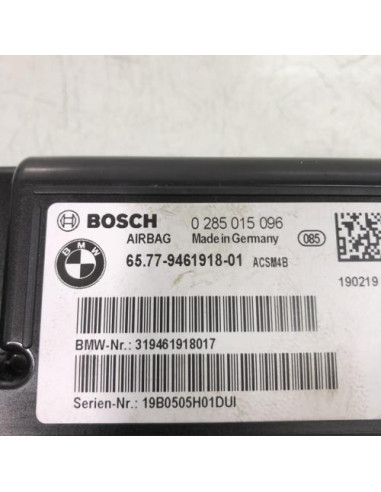 BOSCH 0 285 015 096
AIRBAG Made in Germany 085
BMW 65.77-9461918-01 ACSM4B
190219
BMW-Nr.: 319461918017
Serien-Nr.: 19B0505H01DUI